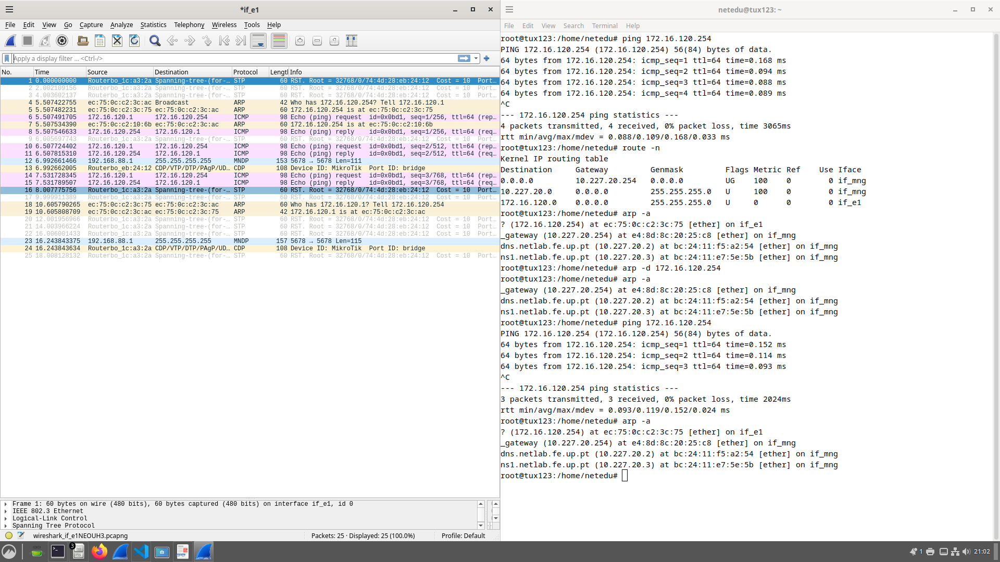 *if_e1
File Edit View Go Capture Analyze Statistics Telephony Wireless Tools Help
Apply a display filter ... <Ctrl-/>
No. Time Source Destination Protocol Lengtl Info
1 0.000000000 Routerbo_1c:a3:2a Spanning-tree-(for-… STP 60 RST. Root = 32768/0/74:4d:28:eb:24:12 Cost = 10 Port…
2 2.002109156 Routerbo_1c:a3:2a Spanning-tree-(for-… STP 60 RST. Root = 32768/0/74:4d:28:eb:24:12 Cost = 10 Port…
3 4.003602137 Routerbo_1c:a3:2a Spanning-tree-(for-… STP 60 RST. Root = 32768/0/74:4d:28:eb:24:12 Cost = 10 Port…
4 5.507422755 ec:75:0c:c2:3c:ac Broadcast ARP 42 Who has 172.16.120.254? Tell 172.16.120.1
5 5.507482231 ec:75:0c:c2:3c:75 ec:75:0c:c2:3c:ac ARP 60 172.16.120.254 is at ec:75:0c:c2:3c:75
6 5.507491705 172.16.120.1 172.16.120.254 ICMP 98 Echo (ping) request id=0x0bd1, seq=1/256, ttl=64 (rep…
7 5.507534390 ec:75:0c:c2:10:6b ec:75:0c:c2:3c:ac ARP 60 172.16.120.254 is at ec:75:0c:c2:10:6b
8 5.507546633 172.16.120.254 172.16.120.1 ICMP 98 Echo (ping) reply id=0x0bd1, seq=1/256, ttl=64 (req…
9 6.005697743 Routerbo_1c:a3:2a Spanning-tree-(for-… STP 60 RST. Root = 32768/0/74:4d:28:eb:24:12 Cost = 10 Port…
10 6.507724402 172.16.120.1 172.16.120.254 ICMP 98 Echo (ping) request id=0x0bd1, seq=2/512, ttl=64 (rep…
11 6.507815310 172.16.120.254 172.16.120.1 ICMP 98 Echo (ping) reply id=0x0bd1, seq=2/512, ttl=64 (req…
12 6.992661466 192.168.88.1 255.255.255.255 MNDP 153 5678 → 5678 Len=111
13 6.992662005 Routerbo_eb:24:12 CDP/VTP/DTP/PAgP/UD… CDP 108 Device ID: MikroTik Port ID: bridge
14 7.531728345 172.16.120.1 172.16.120.254 ICMP 98 Echo (ping) request id=0x0bd1, seq=3/768, ttl=64 (rep…
15 7.531789507 172.16.120.254 172.16.120.1 ICMP 98 Echo (ping) reply id=0x0bd1, seq=3/768, ttl=64 (req…
16 8.007775756 Routerbo_1c:a3:2a Spanning-tree-(for-… STP 60 RST. Root = 32768/0/74:4d:28:eb:24:12 Cost = 10 Port…
17 9.999911389 Routerbo_1c:a3:2a Spanning-tree-(for-… STP 60 RST. Root = 32768/0/74:4d:28:eb:24:12 Cost = 10 Port…
18 10.605790265 ec:75:0c:c2:3c:75 ec:75:0c:c2:3c:ac ARP 60 Who has 172.16.120.1? Tell 172.16.120.254
19 10.605808709 ec:75:0c:c2:3c:ac ec:75:0c:c2:3c:75 ARP 42 172.16.120.1 is at ec:75:0c:c2:3c:ac
20 12.001956966 Routerbo_1c:a3:2a Spanning-tree-(for-… STP 60 RST. Root = 32768/0/74:4d:28:eb:24:12 Cost = 10 Port…
21 14.003966224 Routerbo_1c:a3:2a Spanning-tree-(for-… STP 60 RST. Root = 32768/0/74:4d:28:eb:24:12 Cost = 10 Port…
22 16.006001433 Routerbo_1c:a3:2a Spanning-tree-(for-… STP 60 RST. Root = 32768/0/74:4d:28:eb:24:12 Cost = 10 Port…
23 16.243843375 192.168.88.1 255.255.255.255 MNDP 157 5678 → 5678 Len=115
24 16.243843634 Routerbo_1c:a3:2a CDP/VTP/DTP/PAgP/UD… CDP 108 Device ID: MikroTik Port ID: bridge
25 18.008128132 Routerbo_1c:a3:2a Spanning-tree-(for-… STP 60 RST. Root = 32768/0/74:4d:28:eb:24:12 Cost = 10 Port…
Frame 1: 60 bytes on wire (480 bits), 60 bytes captured (480 bits) on interface if_e1, id 0
IEEE 802.3 Ethernet
Logical-Link Control
Spanning Tree Protocol
wireshark_if_e1NEOUH3.pcapng Packets: 25 · Displayed: 25 (100.0%) Profile: Default
netedu@tux123: ~
File Edit View Search Terminal Help
root@tux123:/home/netedu# ping 172.16.120.254
PING 172.16.120.254 (172.16.120.254) 56(84) bytes of data.
64 bytes from 172.16.120.254: icmp_seq=1 ttl=64 time=0.168 ms
64 bytes from 172.16.120.254: icmp_seq=2 ttl=64 time=0.094 ms
64 bytes from 172.16.120.254: icmp_seq=3 ttl=64 time=0.088 ms
64 bytes from 172.16.120.254: icmp_seq=4 ttl=64 time=0.089 ms
^C
--- 172.16.120.254 ping statistics ---
4 packets transmitted, 4 received, 0% packet loss, time 3065ms
rtt min/avg/max/mdev = 0.088/0.109/0.168/0.033 ms
root@tux123:/home/netedu# route -n
Kernel IP routing table
Destination Gateway Genmask Flags Metric Ref Use Iface
0.0.0.0 10.227.20.254 0.0.0.0 UG 100 0 0 if_mng
10.227.20.0 0.0.0.0 255.255.255.0 U 100 0 0 if_mng
172.16.120.0 0.0.0.0 255.255.255.0 U 0 0 0 if_e1
root@tux123:/home/netedu# arp -a
? (172.16.120.254) at ec:75:0c:c2:3c:75 [ether] on if_e1
_gateway (10.227.20.254) at e4:8d:8c:20:25:c8 [ether] on if_mng
dns.netlab.fe.up.pt (10.227.20.2) at bc:24:11:f5:a2:54 [ether] on if_mng
ns1.netlab.fe.up.pt (10.227.20.3) at bc:24:11:e7:5e:5b [ether] on if_mng
root@tux123:/home/netedu# arp -d 172.16.120.254
root@tux123:/home/netedu# arp -a
_gateway (10.227.20.254) at e4:8d:8c:20:25:c8 [ether] on if_mng
dns.netlab.fe.up.pt (10.227.20.2) at bc:24:11:f5:a2:54 [ether] on if_mng
ns1.netlab.fe.up.pt (10.227.20.3) at bc:24:11:e7:5e:5b [ether] on if_mng
root@tux123:/home/netedu# ping 172.16.120.254
PING 172.16.120.254 (172.16.120.254) 56(84) bytes of data.
64 bytes from 172.16.120.254: icmp_seq=1 ttl=64 time=0.152 ms
64 bytes from 172.16.120.254: icmp_seq=2 ttl=64 time=0.114 ms
64 bytes from 172.16.120.254: icmp_seq=3 ttl=64 time=0.093 ms
^C
--- 172.16.120.254 ping statistics ---
3 packets transmitted, 3 received, 0% packet loss, time 2024ms
rtt min/avg/max/mdev = 0.093/0.119/0.152/0.024 ms
root@tux123:/home/netedu# arp -a
? (172.16.120.254) at ec:75:0c:c2:3c:75 [ether] on if_e1
_gateway (10.227.20.254) at e4:8d:8c:20:25:c8 [ether] on if_mng
dns.netlab.fe.up.pt (10.227.20.2) at bc:24:11:f5:a2:54 [ether] on if_mng
ns1.netlab.fe.up.pt (10.227.20.3) at bc:24:11:e7:5e:5b [ether] on if_mng
root@tux123:/home/netedu#
3
1 21:02